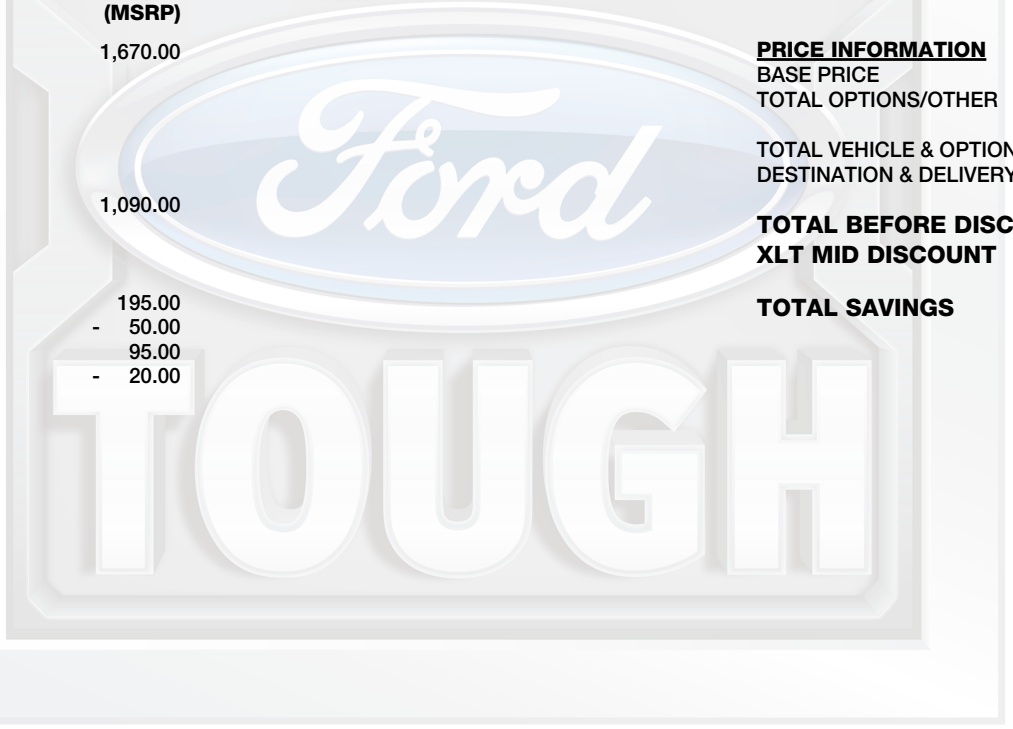 (MSRP)
1,670.00
1,090.00
195.00
- 50.00
95.00
- 20.00
PRICE INFORMATION
BASE PRICE
TOTAL OPTIONS/OTHER
TOTAL VEHICLE & OPTION
DESTINATION & DELIVERY
TOTAL BEFORE DISC
XLT MID DISCOUNT
TOTAL SAVINGS
Ford
TOUGH